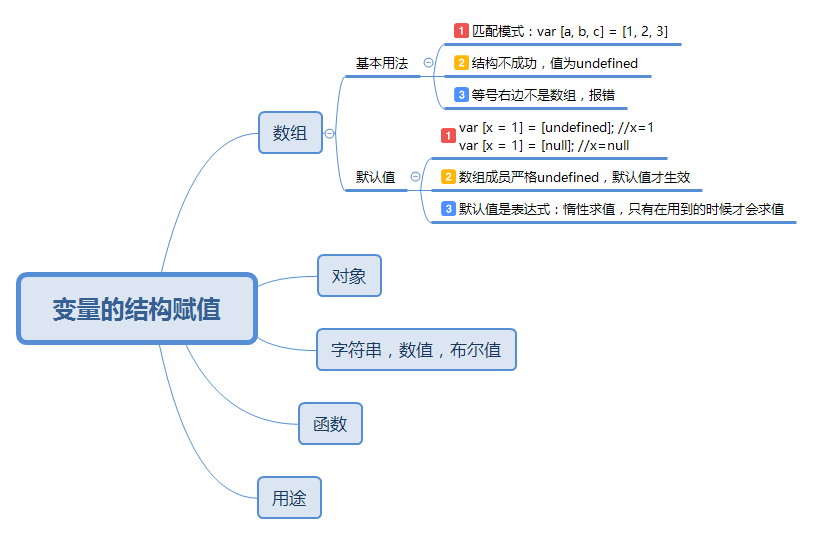 变量的结构赋值
数组
基本用法
1 匹配模式：var [a, b, c] = [1, 2, 3]
2 结构不成功，值为undefined
3 等号右边不是数组，报错
默认值
1 var [x = 1] = [undefined]; //x=1
var [x = 1] = [null]; //x=null
2 数组成员严格undefined，默认值才生效
3 默认值是表达式：惰性求值，只有在用到的时候才会求值
对象
字符串，数值，布尔值
函数
用途